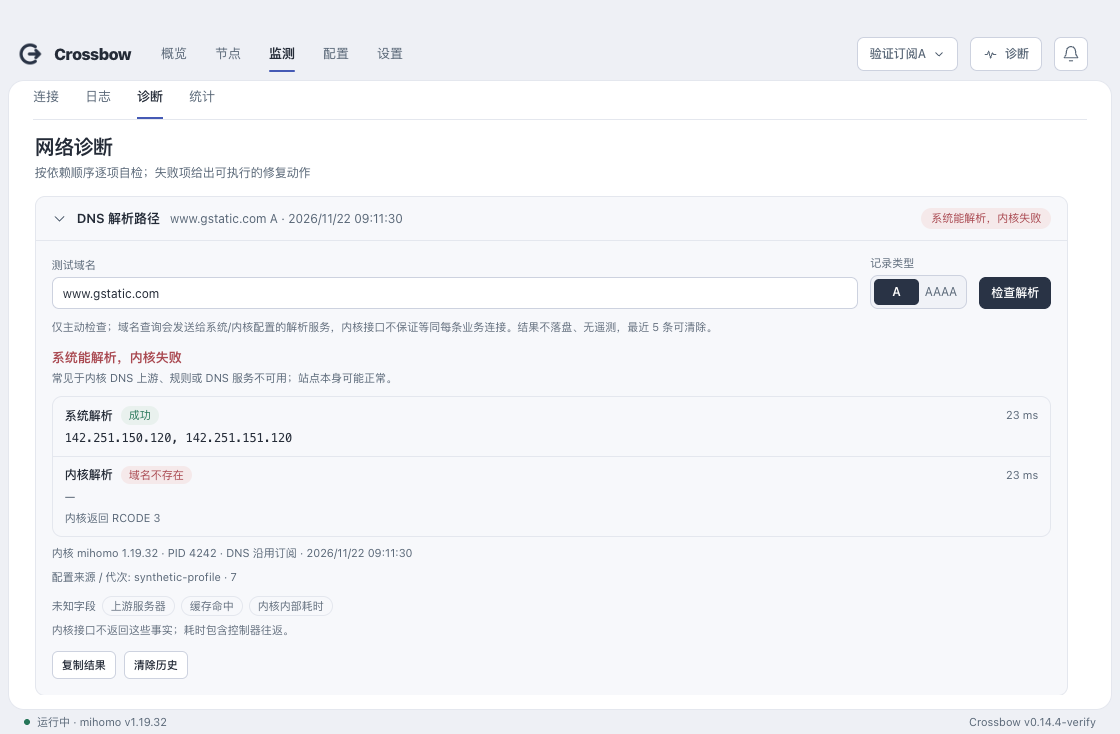 Crossbow 概览 节点 监测 配置 设置 验证订阅A 诊断
连接 日志 诊断 统计
网络诊断
按依赖顺序逐项自检；失败项给出可执行的修复动作
DNS 解析路径 www.gstatic.com A · 2026/11/22 09:11:30 系统能解析，内核失败
测试域名 记录类型
www.gstatic.com A AAAA 检查解析
仅主动检查；域名查询会发送给系统/内核配置的解析服务，内核接口不保证等同每条业务连接。结果不落盘、无遥测，最近 5 条可清除。
系统能解析，内核失败
常见于内核 DNS 上游、规则或 DNS 服务不可用；站点本身可能正常。
系统解析 成功 23 ms
142.251.150.120, 142.251.151.120
内核解析 域名不存在 23 ms
—
内核返回 RCODE 3
内核 mihomo 1.19.32 · PID 4242 · DNS 沿用订阅 · 2026/11/22 09:11:30
配置来源 / 代次: synthetic-profile · 7
未知字段 上游服务器 缓存命中 内核内部耗时
内核接口不返回这些事实；耗时包含控制器往返。
复制结果 清除历史
运行中 · mihomo v1.19.32 Crossbow v0.14.4-verify